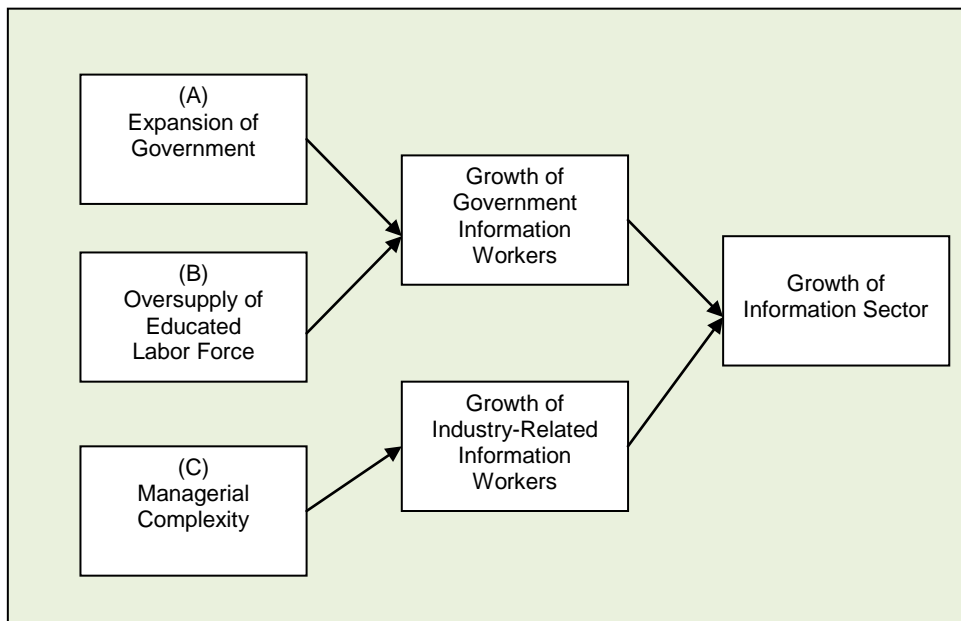 (A)
Expansion of
Government
(B)
Oversupply of
Educated
Labor Force
(C)
Managerial
Complexity
Growth of
Government
Information
Workers
Growth of
Industry-Related
Information
Workers
Growth of
Information Sector